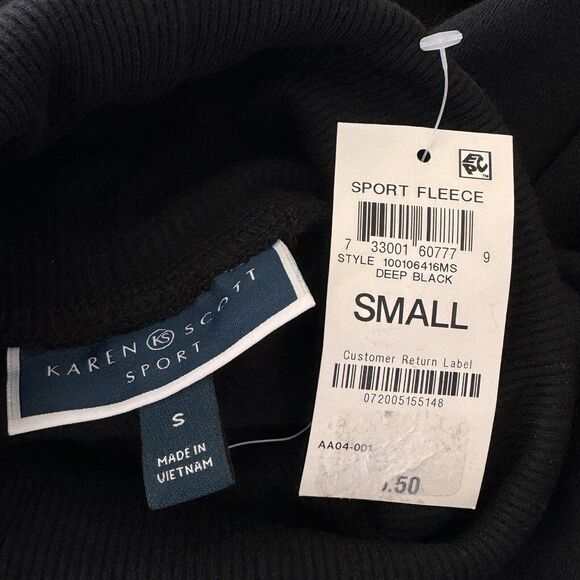 SPORT FLEECE
7 33001 60777 9
STYLE 100106416MS
DEEP BLACK
SMALL
Customer Return Label
072005155148
AA04-001
.50
KAREN KS SCOTT
SPORT
S
MADE IN
VIETNAM